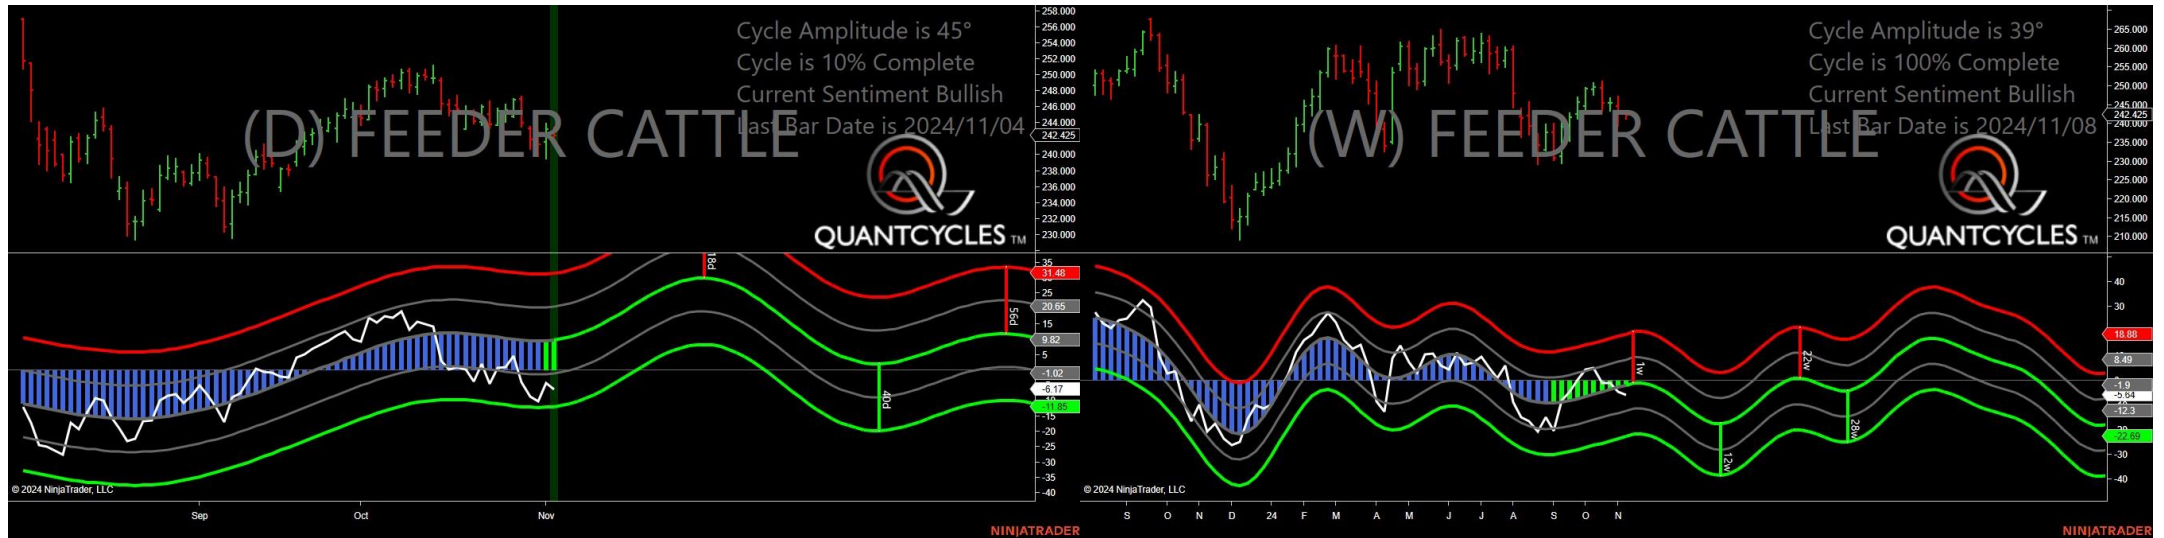 Cycle Amplitude is 45°
Cycle is 10% Complete
Current Sentiment Bullish
Last Bar Date is 2024/11/04
(D) FEEDER CATTLE
QUANTCYCLES TM
258.000
256.000
254.000
252.000
250.000
248.000
246.000
244.000
242.425
240.000
238.000
236.000
234.000
232.000
230.000
18d
56d
40d
35
31.48
25
20.65
15
9.82
5
-1.02
-6.17
-11.85
-15
-20
-25
-30
-35
-40
© 2024 NinjaTrader, LLC
Sep Oct Nov
NINJATRADER
Cycle Amplitude is 39°
Cycle is 100% Complete
Current Sentiment Bullish
Last Bar Date is 2024/11/08
(W) FEEDER CATTLE
QUANTCYCLES TM
265.000
260.000
255.000
250.000
245.000
242.425
240.000
235.000
230.000
225.000
220.000
215.000
210.000
1w
22w
12w
28w
40
30
18.88
8.49
-1.9
-5.64
-12.3
-22.69
-30
-40
© 2024 NinjaTrader, LLC
S O N D 24 F M A M J J A S O N
NINJATRADER